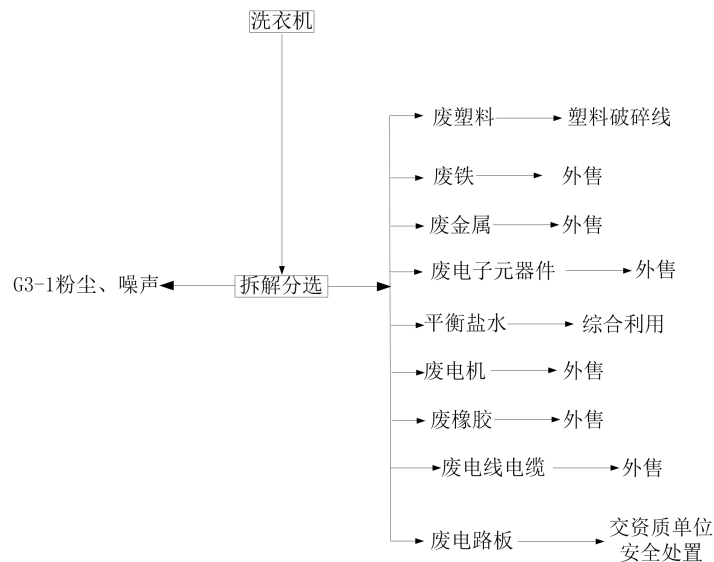 洗衣机
废塑料
塑料破碎线
废铁
外售
废金属
外售
废电子元器件
外售
G3-1粉尘、噪声
拆解分选
平衡盐水
综合利用
废电机
外售
废橡胶
外售
废电线电缆
外售
废电路板
交资质单位
安全处置